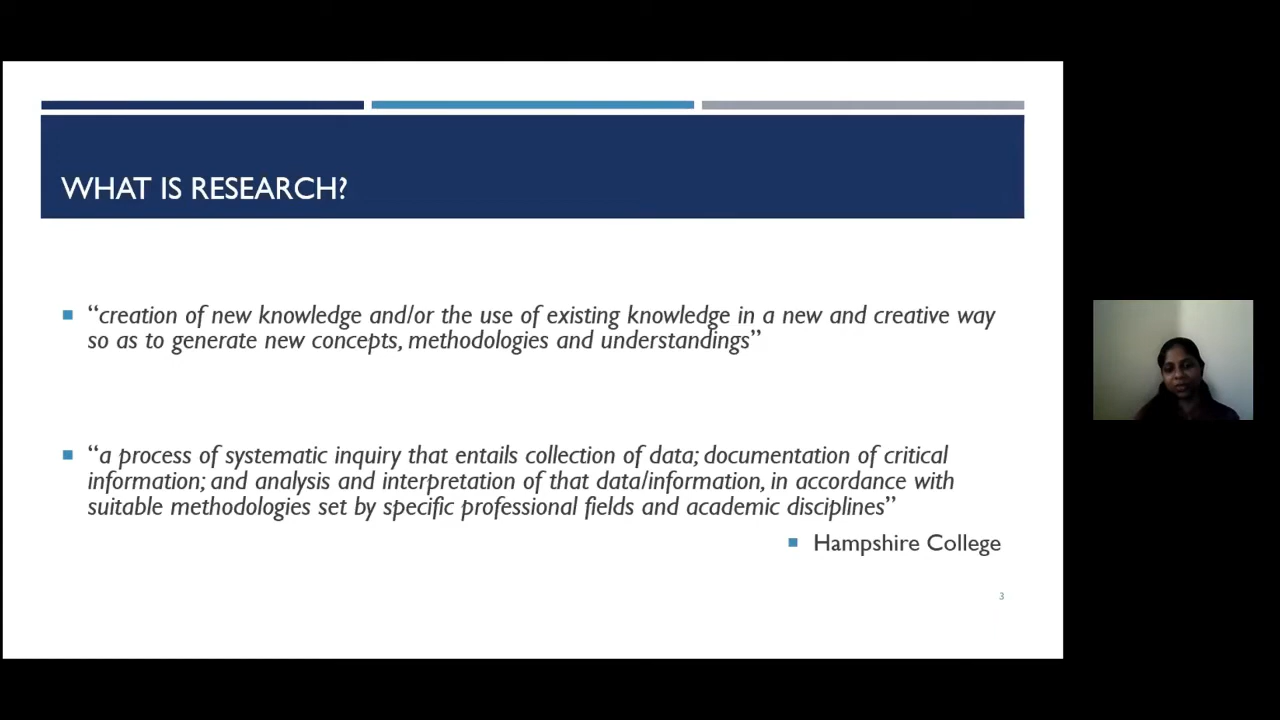 WHAT IS RESEARCH?
“creation of new knowledge and/or the use of existing knowledge in a new and creative way
so as to generate new concepts, methodologies and understandings”
“a process of systematic inquiry that entails collection of data; documentation of critical
information; and analysis and interpretation of that data/information, in accordance with
suitable methodologies set by specific professional fields and academic disciplines”
Hampshire College
3